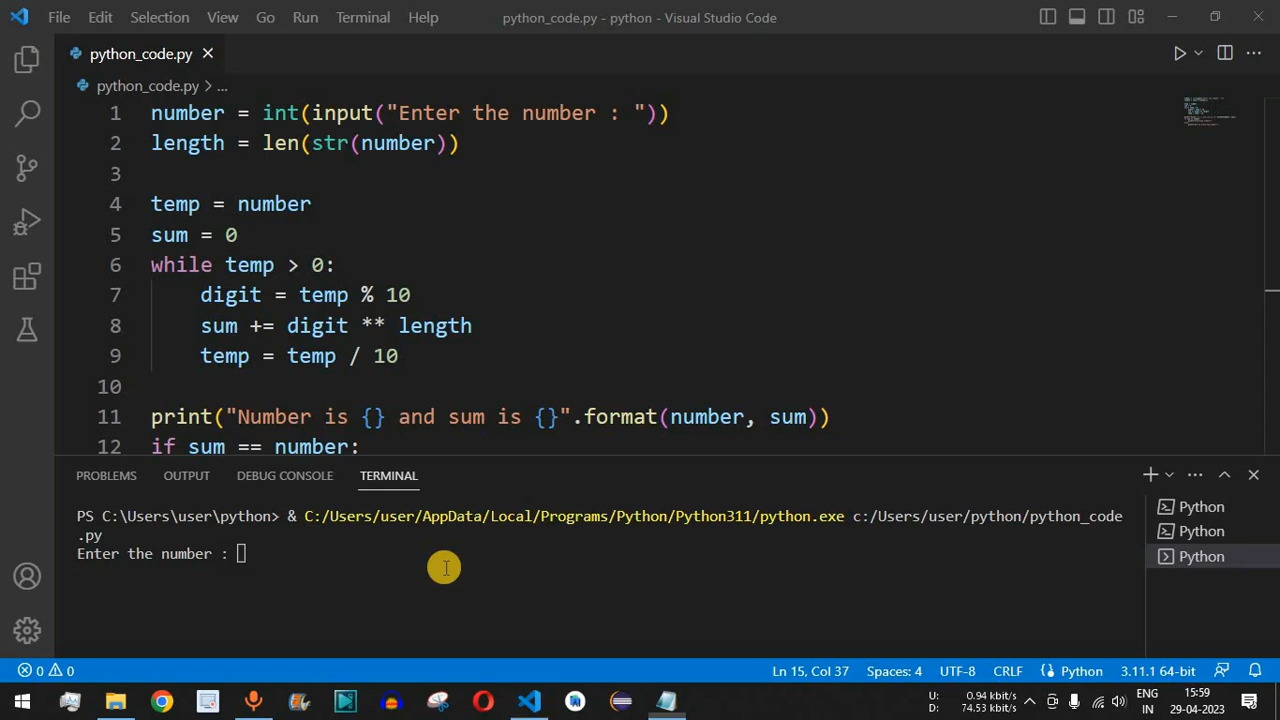 File Edit Selection View Go Run Terminal Help python_code.py - python - Visual Studio Code
python_code.py
python_code.py > ...
1 number = int(input("Enter the number : "))
2 length = len(str(number))
3
4 temp = number
5 sum = 0
6 while temp > 0:
7 digit = temp % 10
8 sum += digit ** length
9 temp = temp / 10
10
11 print("Number is {} and sum is {}".format(number, sum))
12 if sum == number:
PROBLEMS OUTPUT DEBUG CONSOLE TERMINAL
PS C:\Users\user\python> & C:/Users/user/AppData/Local/Programs/Python/Python311/python.exe c:/Users/user/python/python_code
.py
Enter the number :
Python
Python
Python
0 0 Ln 15, Col 37 Spaces: 4 UTF-8 CRLF Python 3.11.1 64-bit
U: 0.94 kbit/s
D: 74.53 kbit/s
ENG
IN
15:59
29-04-2023